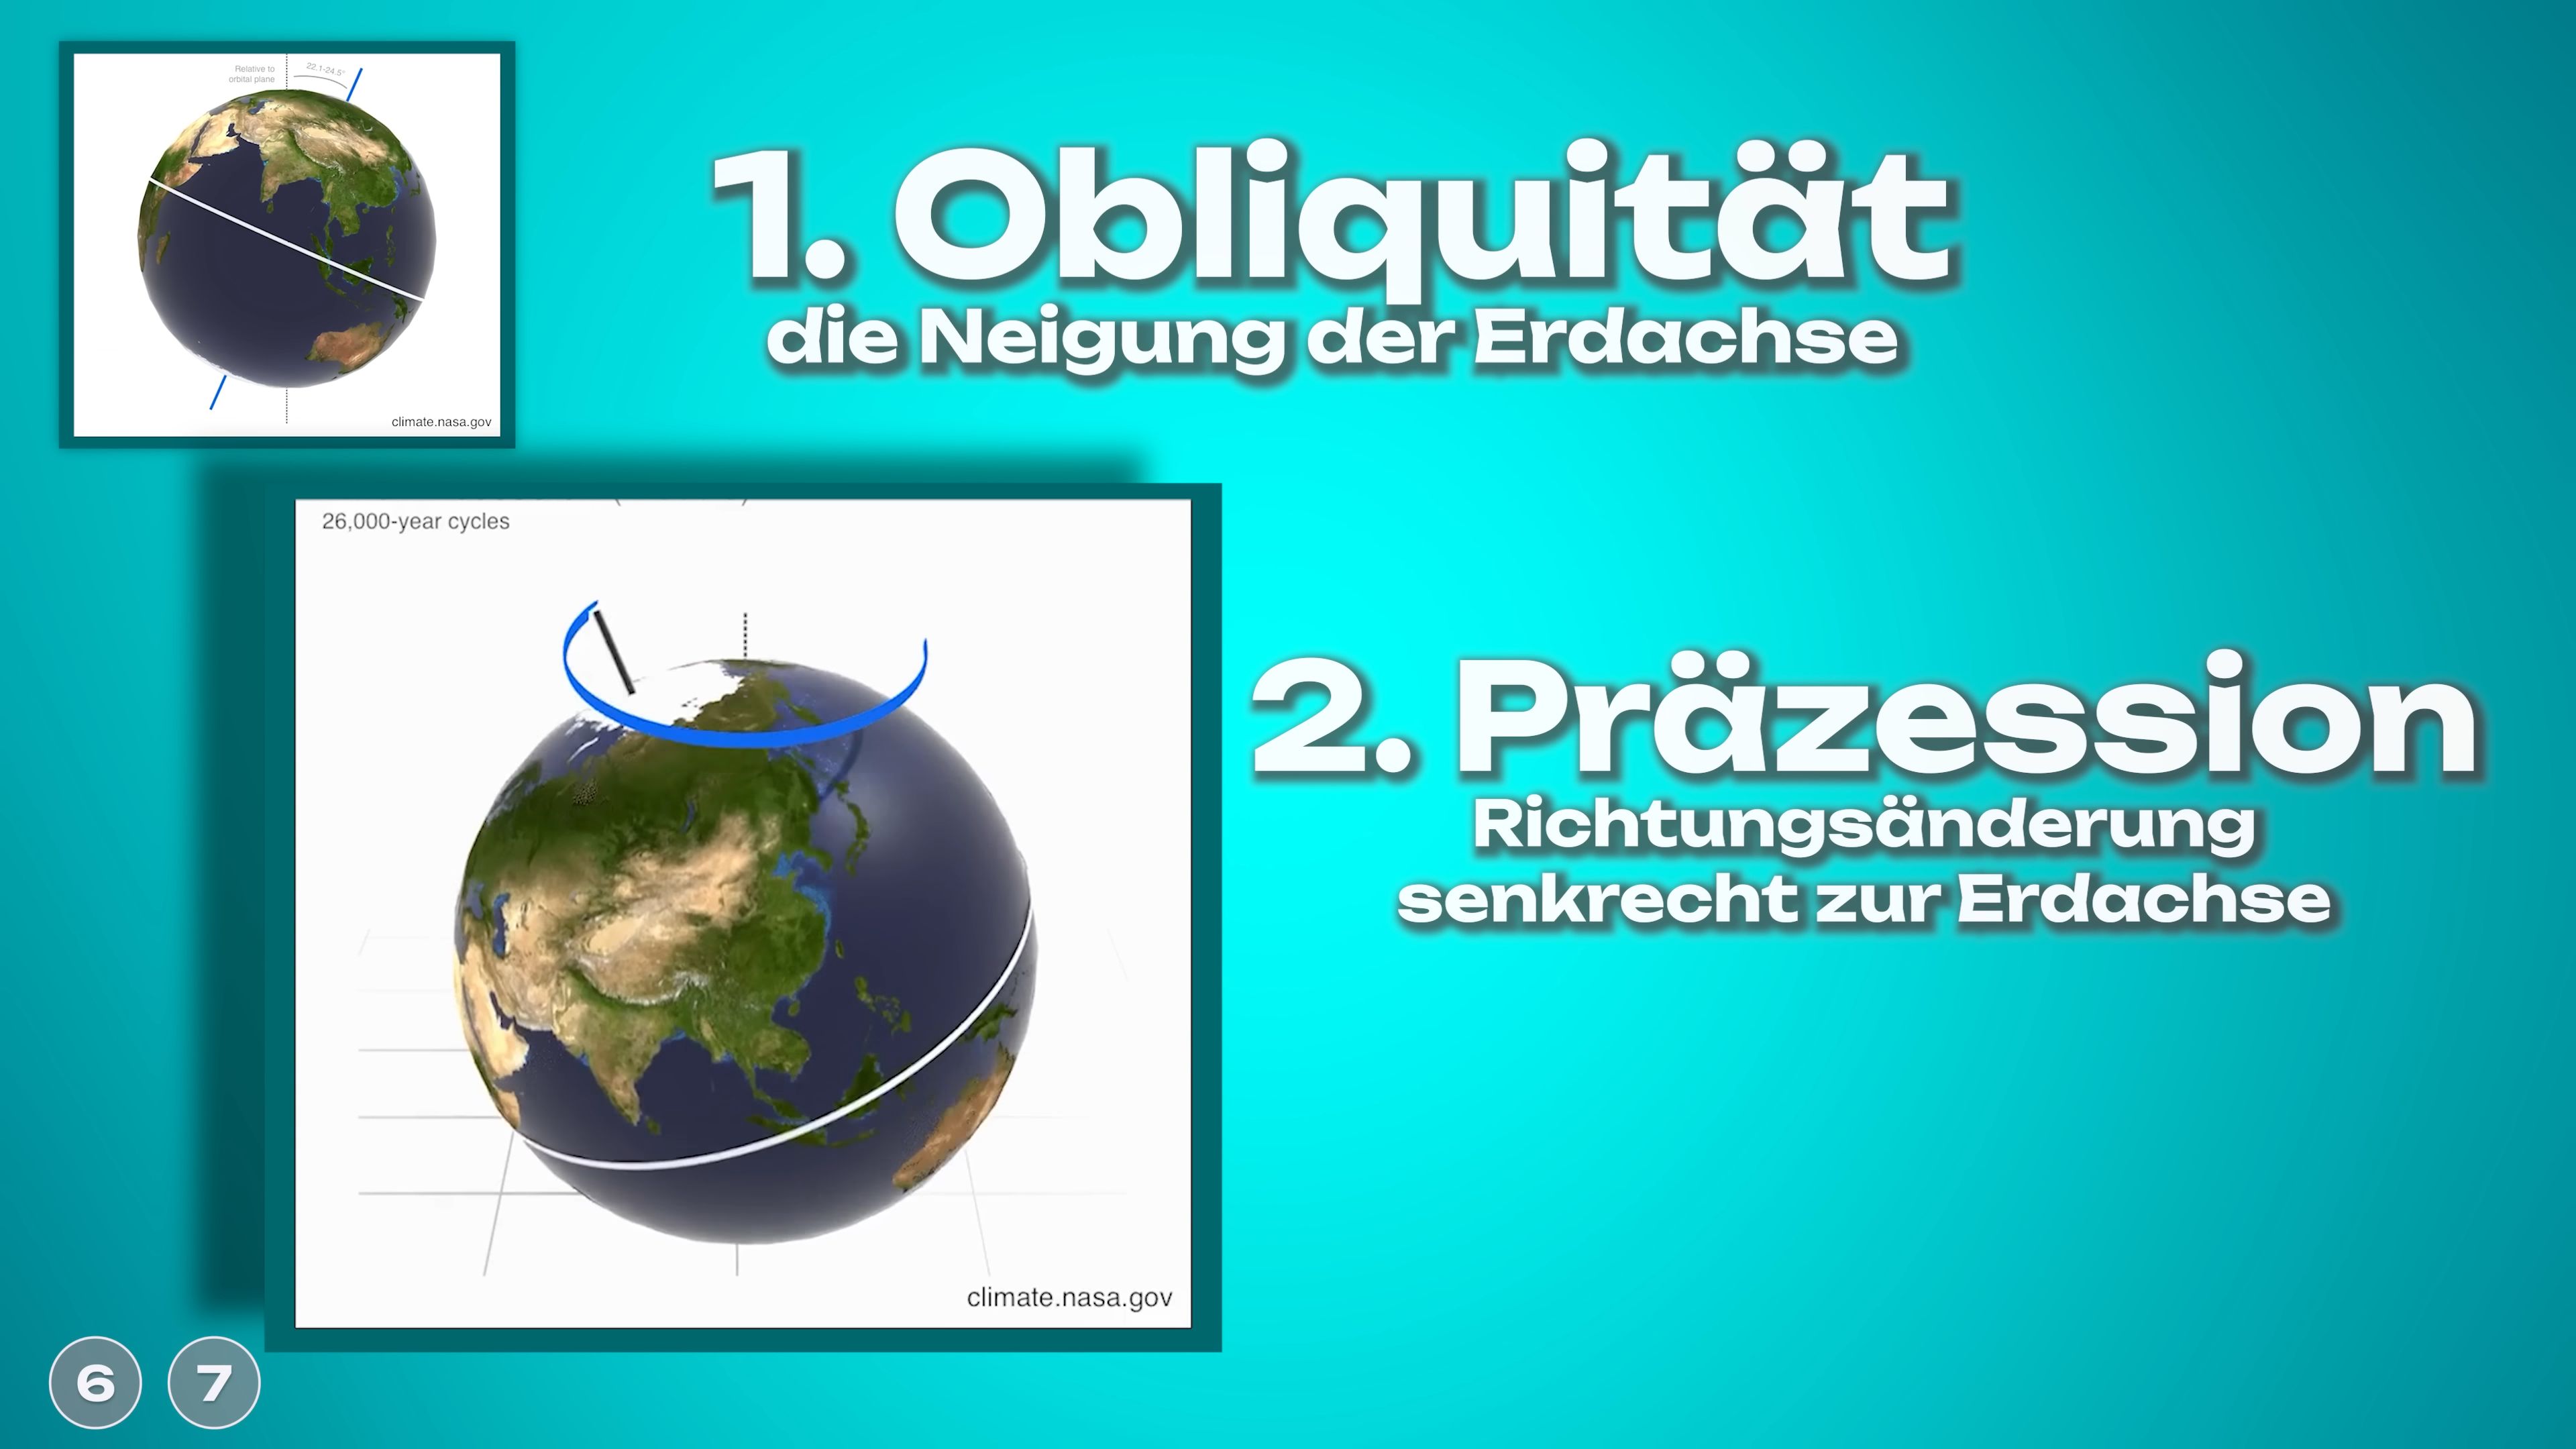 Relative to
orbital plane
22.1-24.5°
climate.nasa.gov
1. Obliquität
die Neigung der Erdachse
26,000-year cycles
climate.nasa.gov
2. Präzession
Richtungsänderung
senkrecht zur Erdachse
6
7